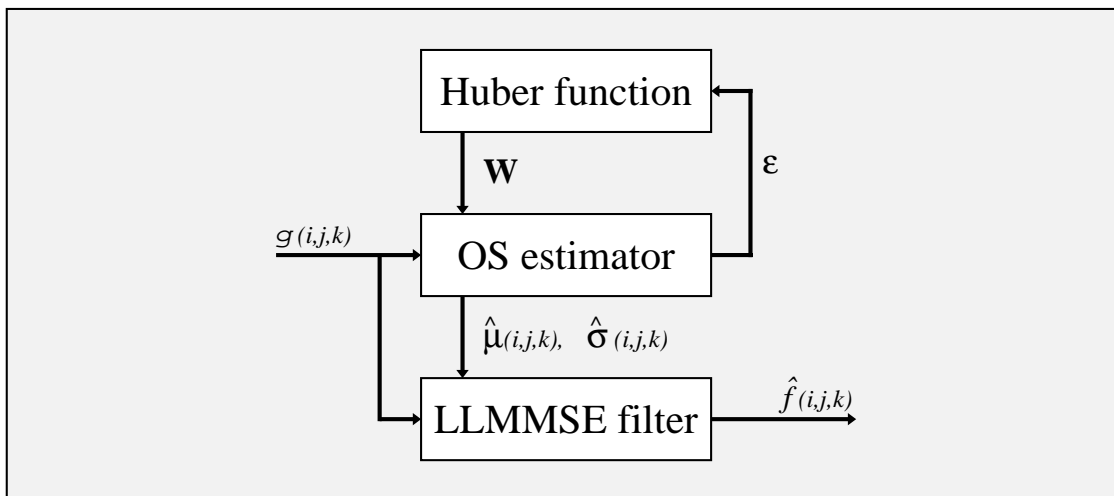 Huber function
W
ε
g(i,j,k)
OS estimator
μ̂(i,j,k), σ̂(i,j,k)
f̂(i,j,k)
LLMMSE filter